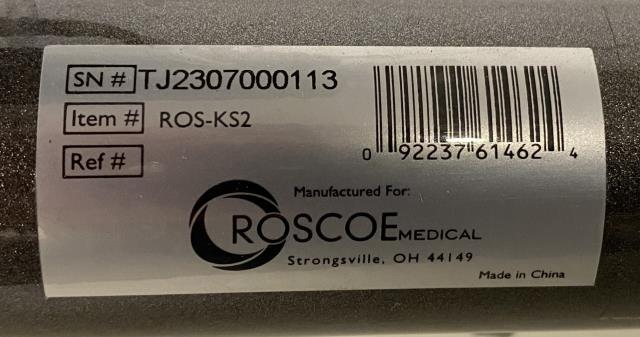 SN # TJ2307000113
Item # ROS-KS2
Ref #
0 92237 61462 4
Manufactured For:
ROSCOE MEDICAL
Strongsville, OH 44149
Made in China